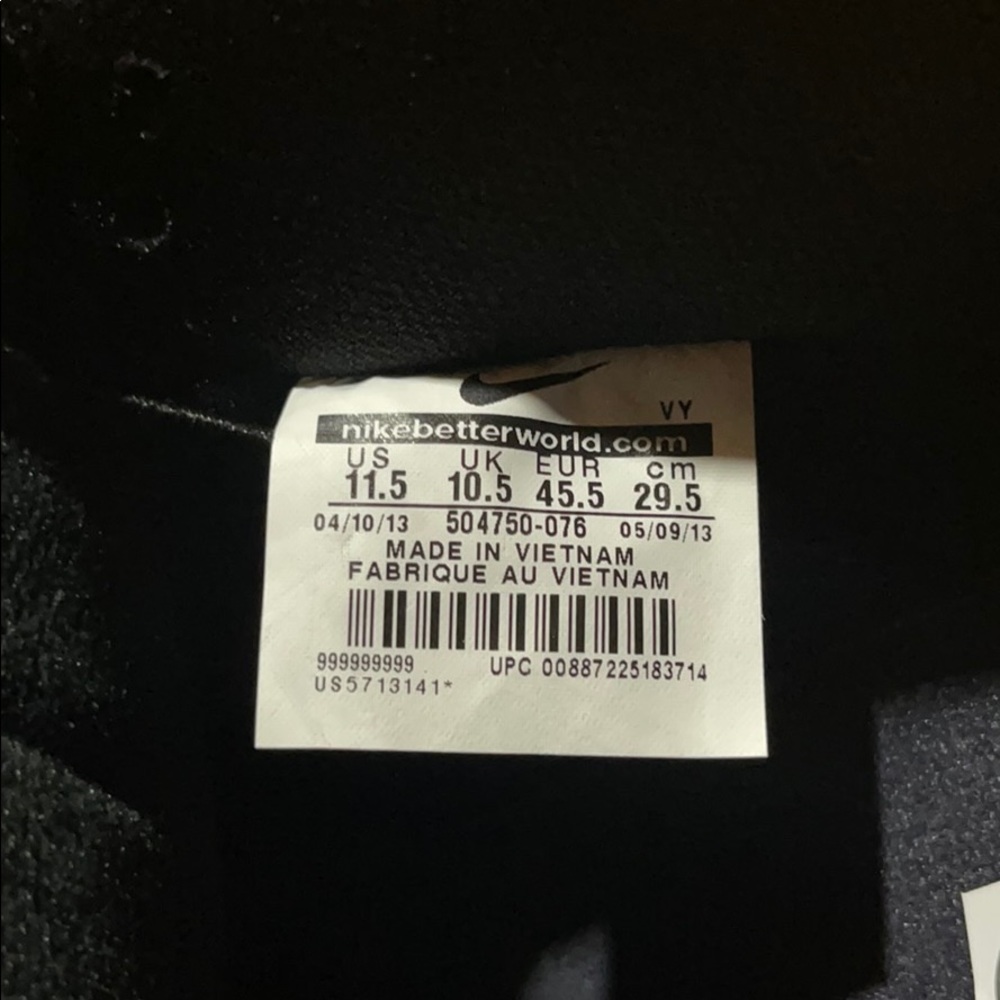 VY
nikebetterworld.com
US UK EUR cm
11.5 10.5 45.5 29.5
04/10/13 504750-076 05/09/13
MADE IN VIETNAM
FABRIQUE AU VIETNAM
999999999 UPC 00887225183714
US5713141*